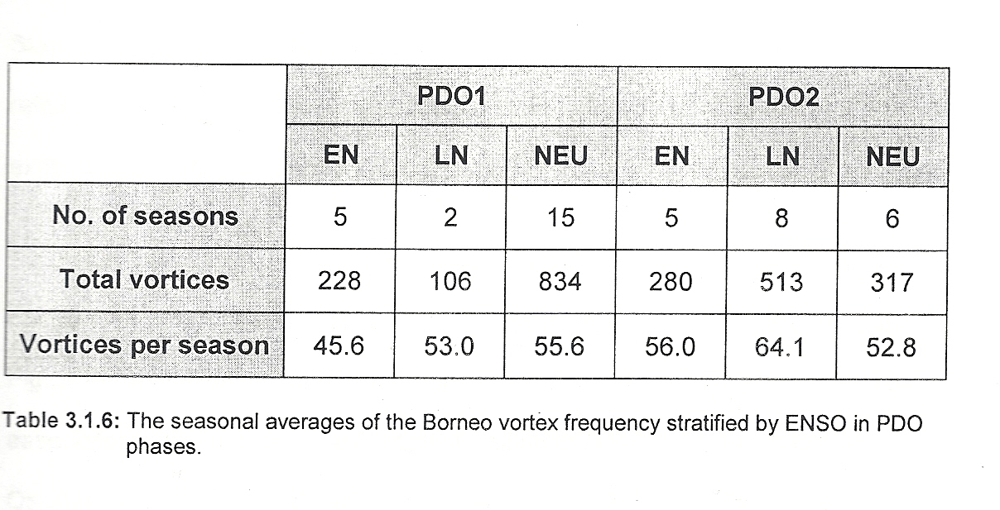 PDO1 PDO2
EN LN NEU EN LN NEU
No. of seasons 5 2 15 5 8 6
Total vortices 228 106 834 280 513 317
Vortices per season 45.6 53.0 55.6 56.0 64.1 52.8
Table 3.1.6: The seasonal averages of the Borneo vortex frequency stratified by ENSO in PDO
phases.